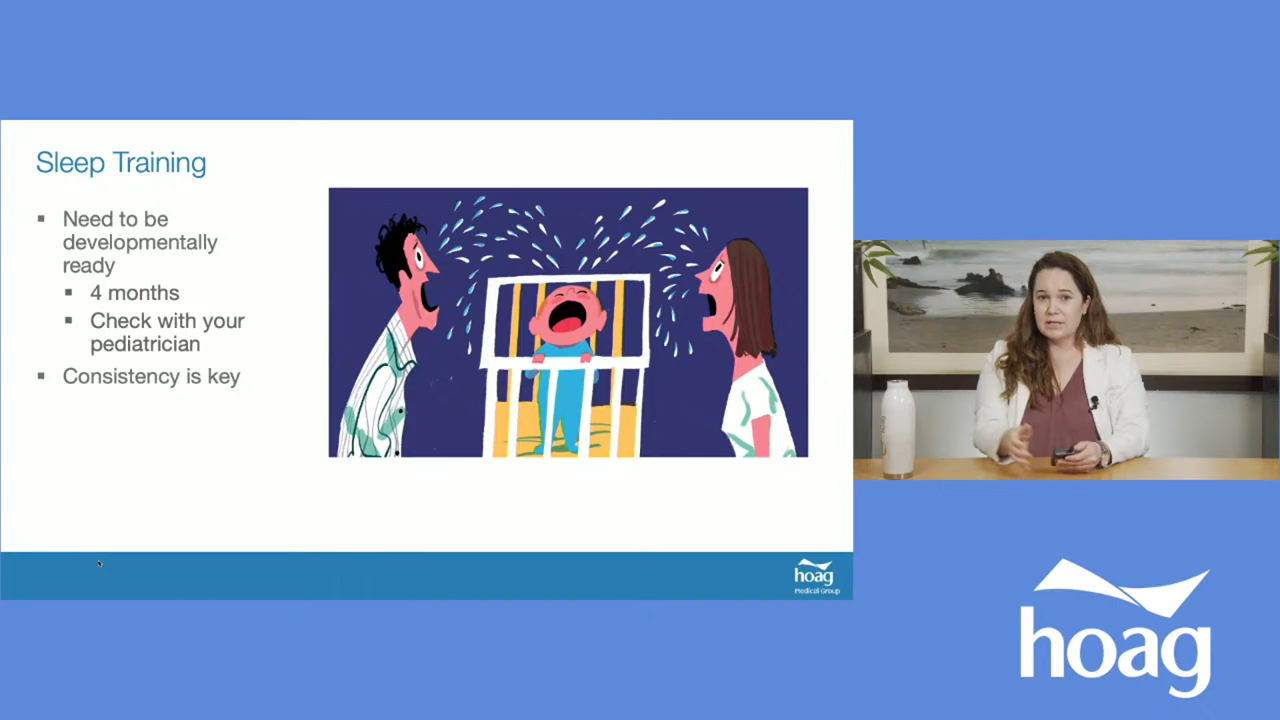 Sleep Training
Need to be
developmentally
ready
4 months
Check with your
pediatrician
Consistency is key
hoag
Medical Group
hoag